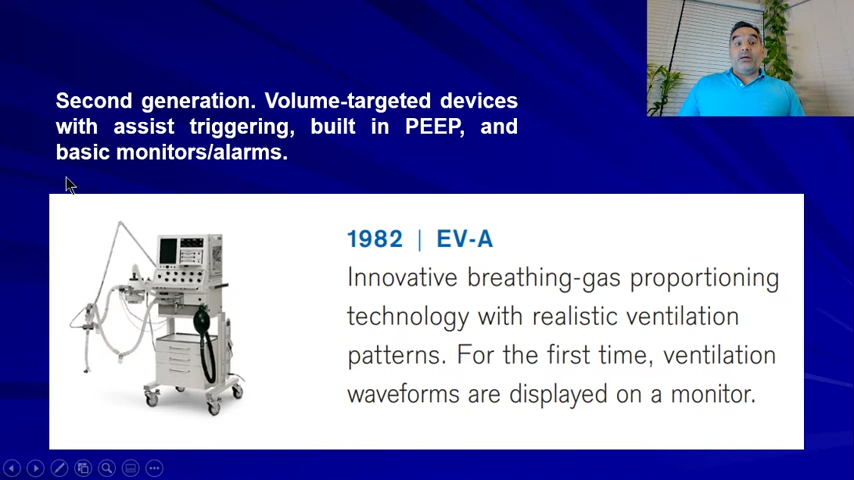 Second generation. Volume-targeted devices
with assist triggering, built in PEEP, and
basic monitors/alarms.
1982 | EV-A
Innovative breathing-gas proportioning
technology with realistic ventilation
patterns. For the first time, ventilation
waveforms are displayed on a monitor.